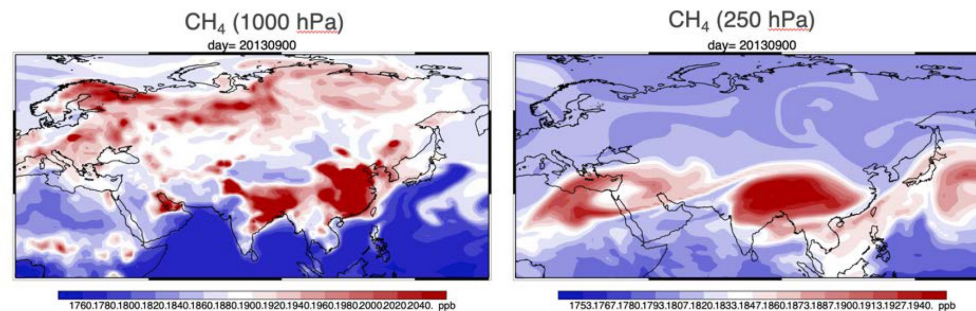 CH₄ (1000 hPa)
day= 20130900
1760.1780.1800.1820.1840.1860.1880.1900.1920.1940.1960.1980.2000.2020.2040. ppb
CH₄ (250 hPa)
day= 20130900
1753.1767.1780.1793.1807.1820.1833.1847.1860.1873.1887.1900.1913.1927.1940. ppb